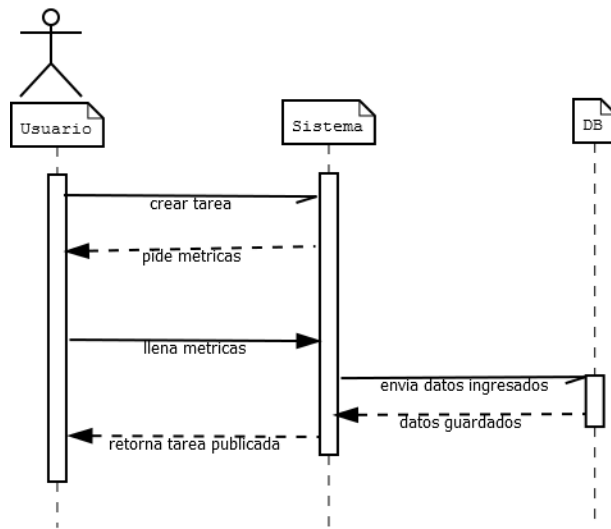 Usuario
Sistema
DB
crear tarea
pide metricas
llena metricas
envia datos ingresados
datos guardados
retorna tarea publicada